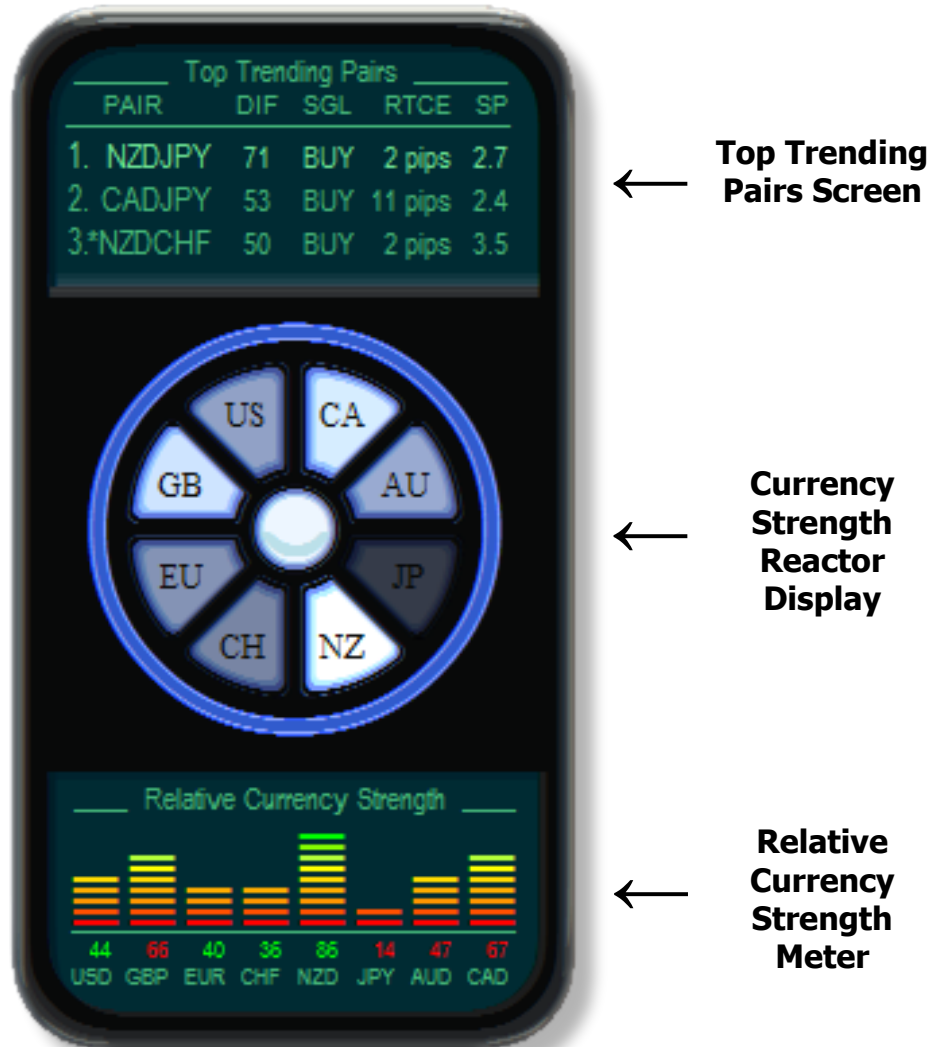 Top Trending Pairs
PAIR DIF SGL RTCE SP
1. NZDJPY 71 BUY 2 pips 2.7
2. CADJPY 53 BUY 11 pips 2.4
3.*NZDCHF 50 BUY 2 pips 3.5
Top Trending
Pairs Screen
US CA
GB AU
EU JP
CH NZ
Currency
Strength
Reactor
Display
Relative Currency Strength
44 66 40 36 86 14 47 67
USD GBP EUR CHF NZD JPY AUD CAD
Relative
Currency
Strength
Meter